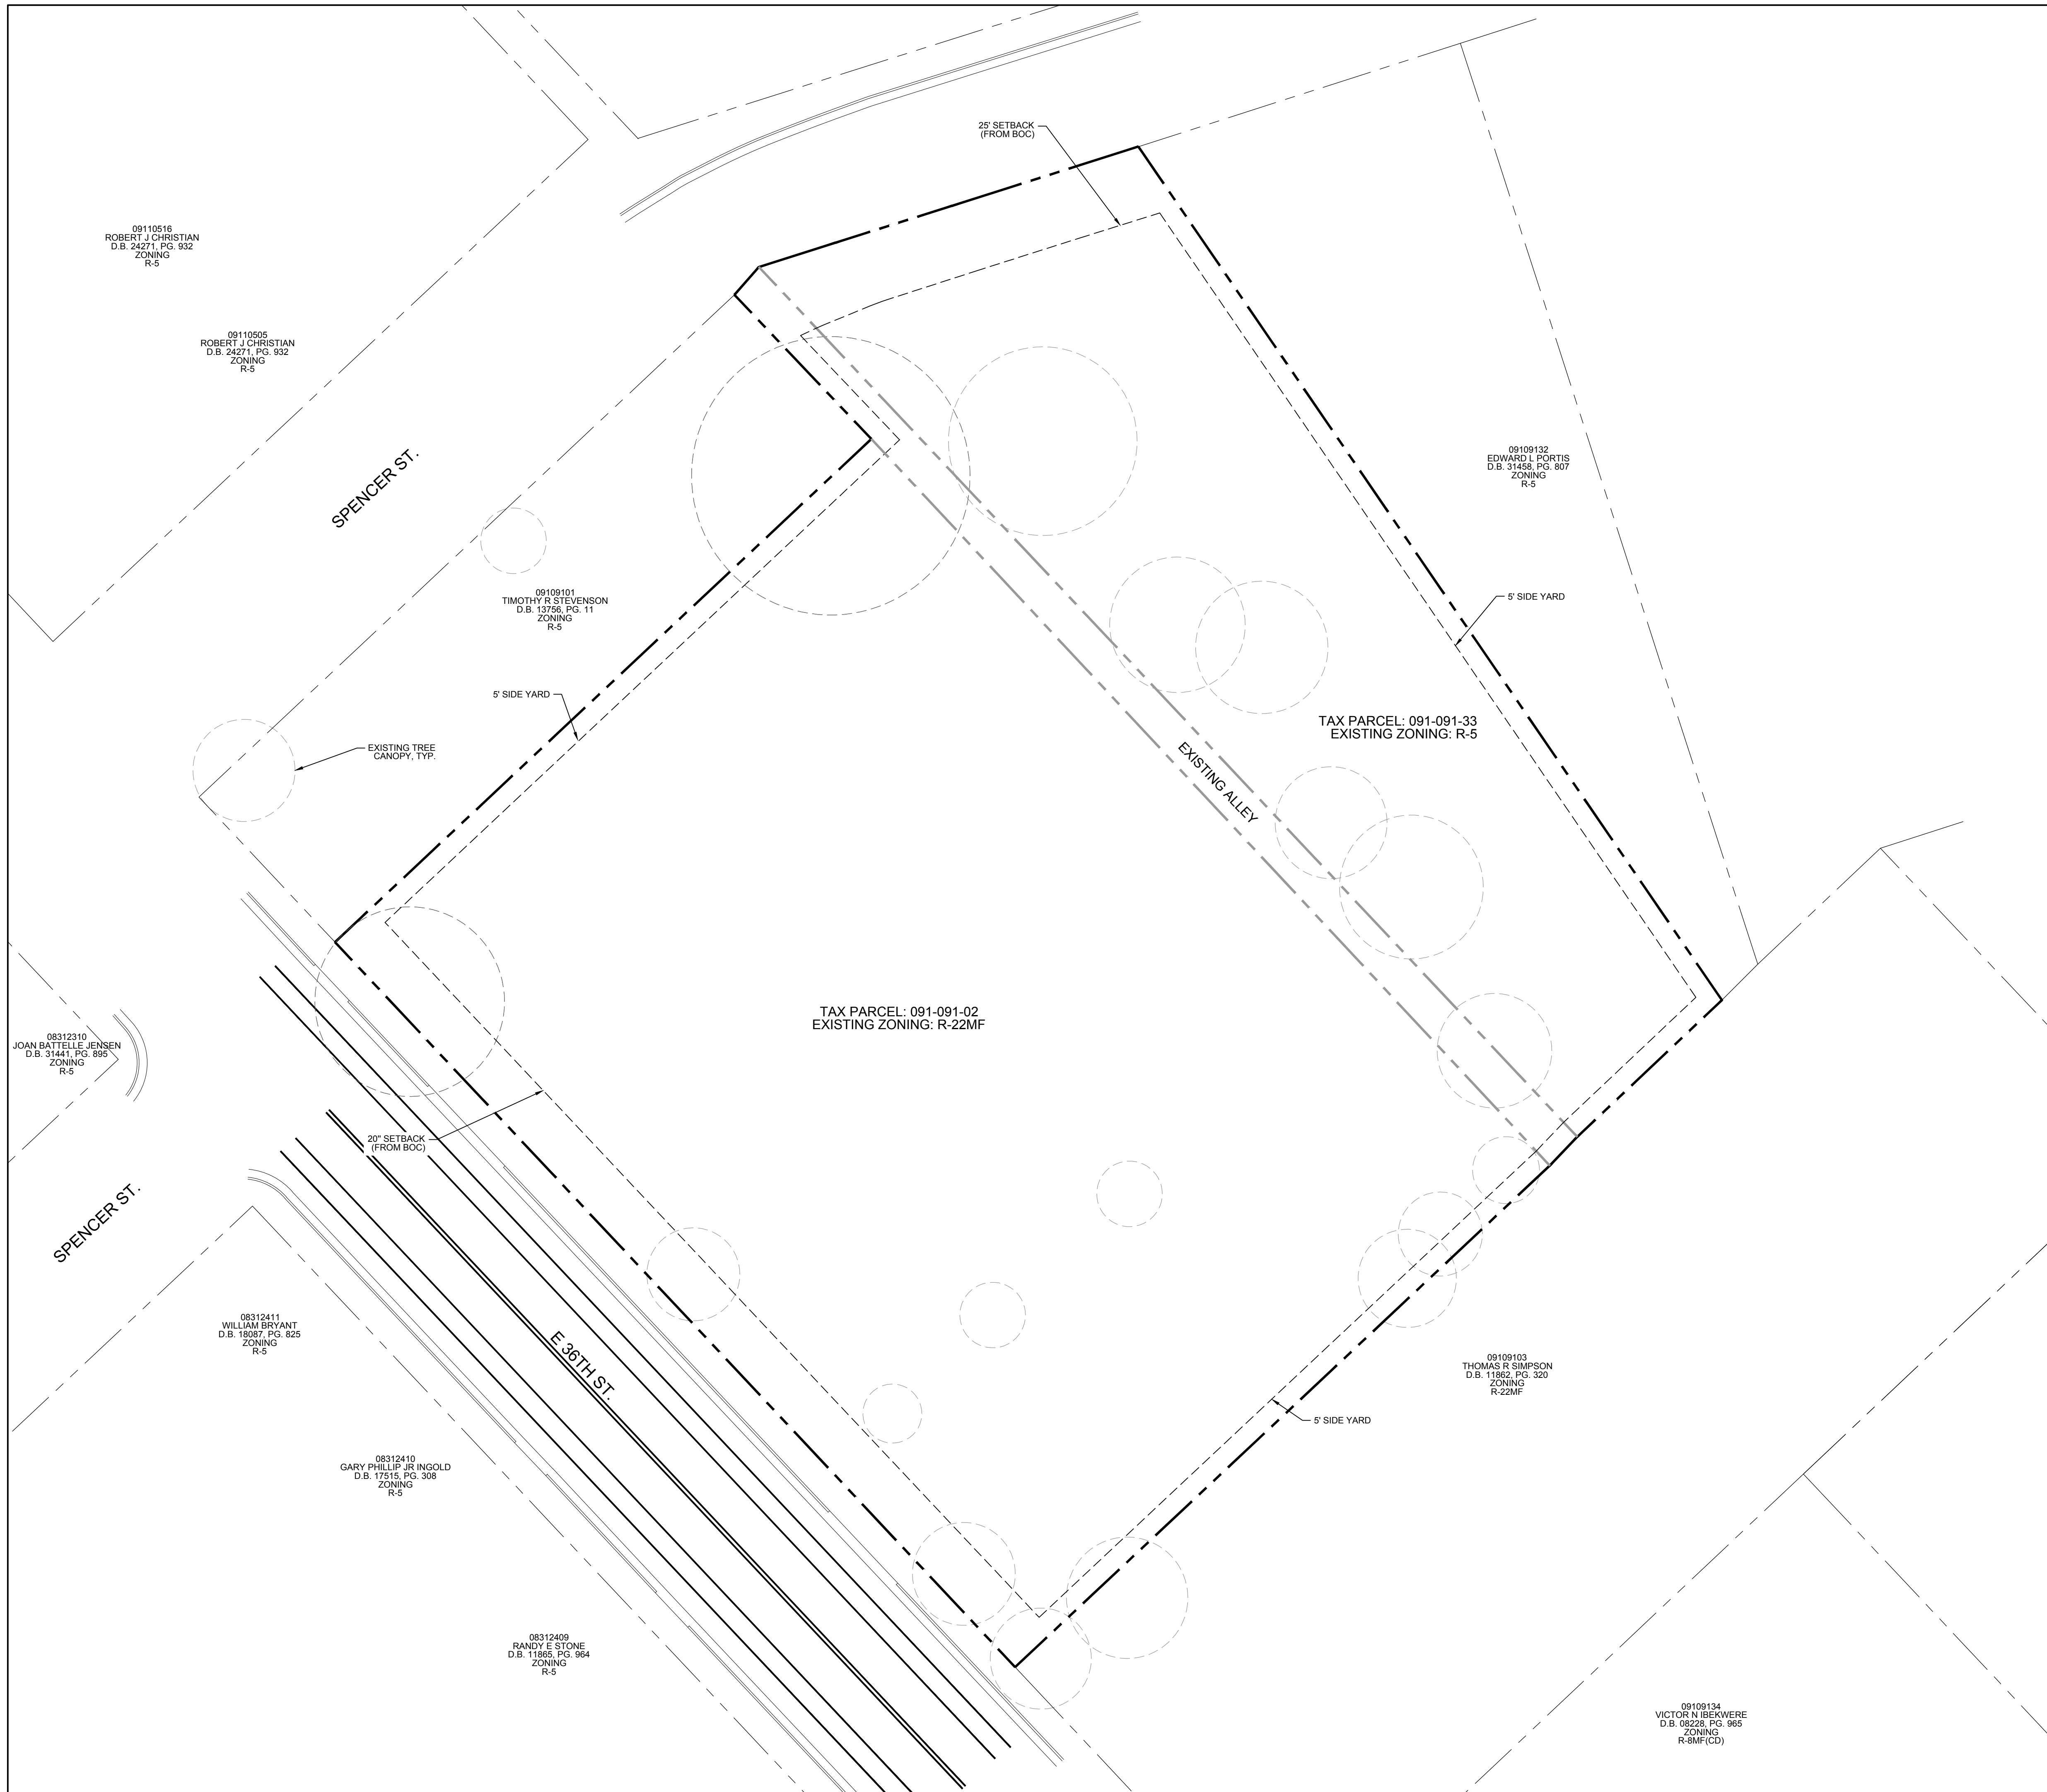 25' SETBACK
(FROM BOC)
09110516
ROBERT J CHRISTIAN
D.B. 24271, PG. 932
ZONING
R-5
09110505
ROBERT J CHRISTIAN
D.B. 24271, PG. 932
ZONING
R-5
SPENCER ST.
09109132
EDWARD L PORTIS
D.B. 31458, PG. 807
ZONING
R-5
09109101
TIMOTHY R STEVENSON
D.B. 13756, PG. 11
ZONING
R-5
5' SIDE YARD
5' SIDE YARD
TAX PARCEL: 091-091-33
EXISTING ZONING: R-5
EXISTING TREE
CANOPY, TYP.
EXISTING ALLEY
TAX PARCEL: 091-091-02
EXISTING ZONING: R-22MF
08312310
JOAN BATTELLE JENSEN
D.B. 31441, PG. 895
ZONING
R-5
20" SETBACK
(FROM BOC)
SPENCER ST.
08312411
WILLIAM BRYANT
D.B. 18087, PG. 825
ZONING
R-5
E 36TH ST.
09109103
THOMAS R SIMPSON
D.B. 11862, PG. 320
ZONING
R-22MF
5' SIDE YARD
08312410
GARY PHILLIP JR INGOLD
D.B. 17515, PG. 308
ZONING
R-5
08312409
RANDY E STONE
D.B. 11865, PG. 964
ZONING
R-5
09109134
VICTOR N IBEKWERE
D.B. 08228, PG. 965
ZONING
R-8MF(CD)